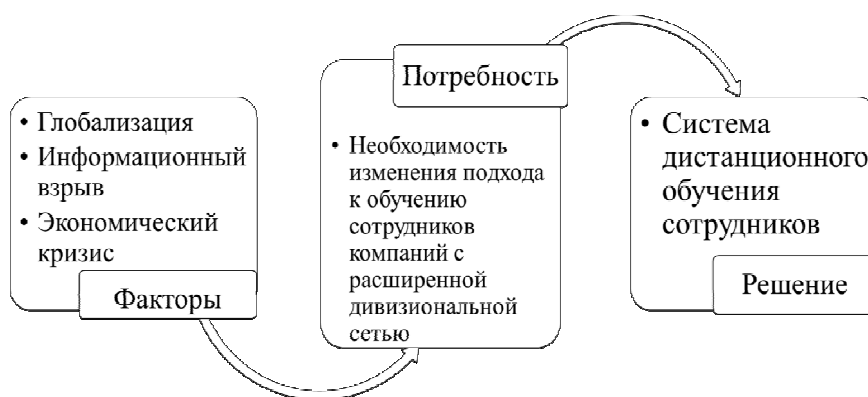 • Глобализация
• Информационный
взрыв
• Экономический
кризис
Факторы
Потребность
• Необходимость
изменения подхода
к обучению
сотрудников
компаний с
расширенной
дивизиональной
сетью
• Система
дистанционного
обучения
сотрудников
Решение